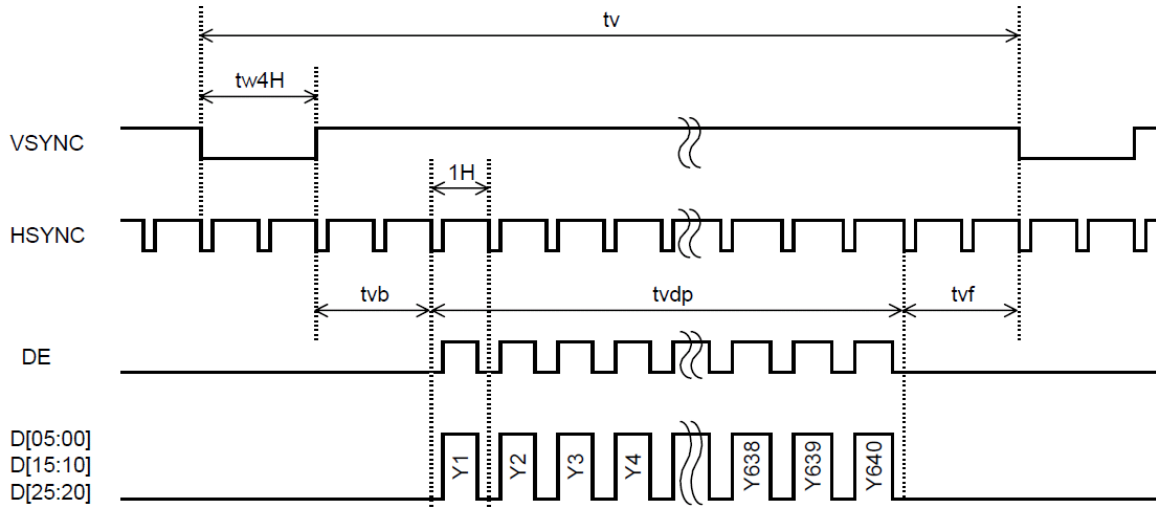 tv
tw4H
VSYNC
1H
HSYNC
tvb
tvdp
tvf
DE
D[05:00]
D[15:10]
D[25:20]
Y1
Y2
Y3
Y4
Y638
Y639
Y640